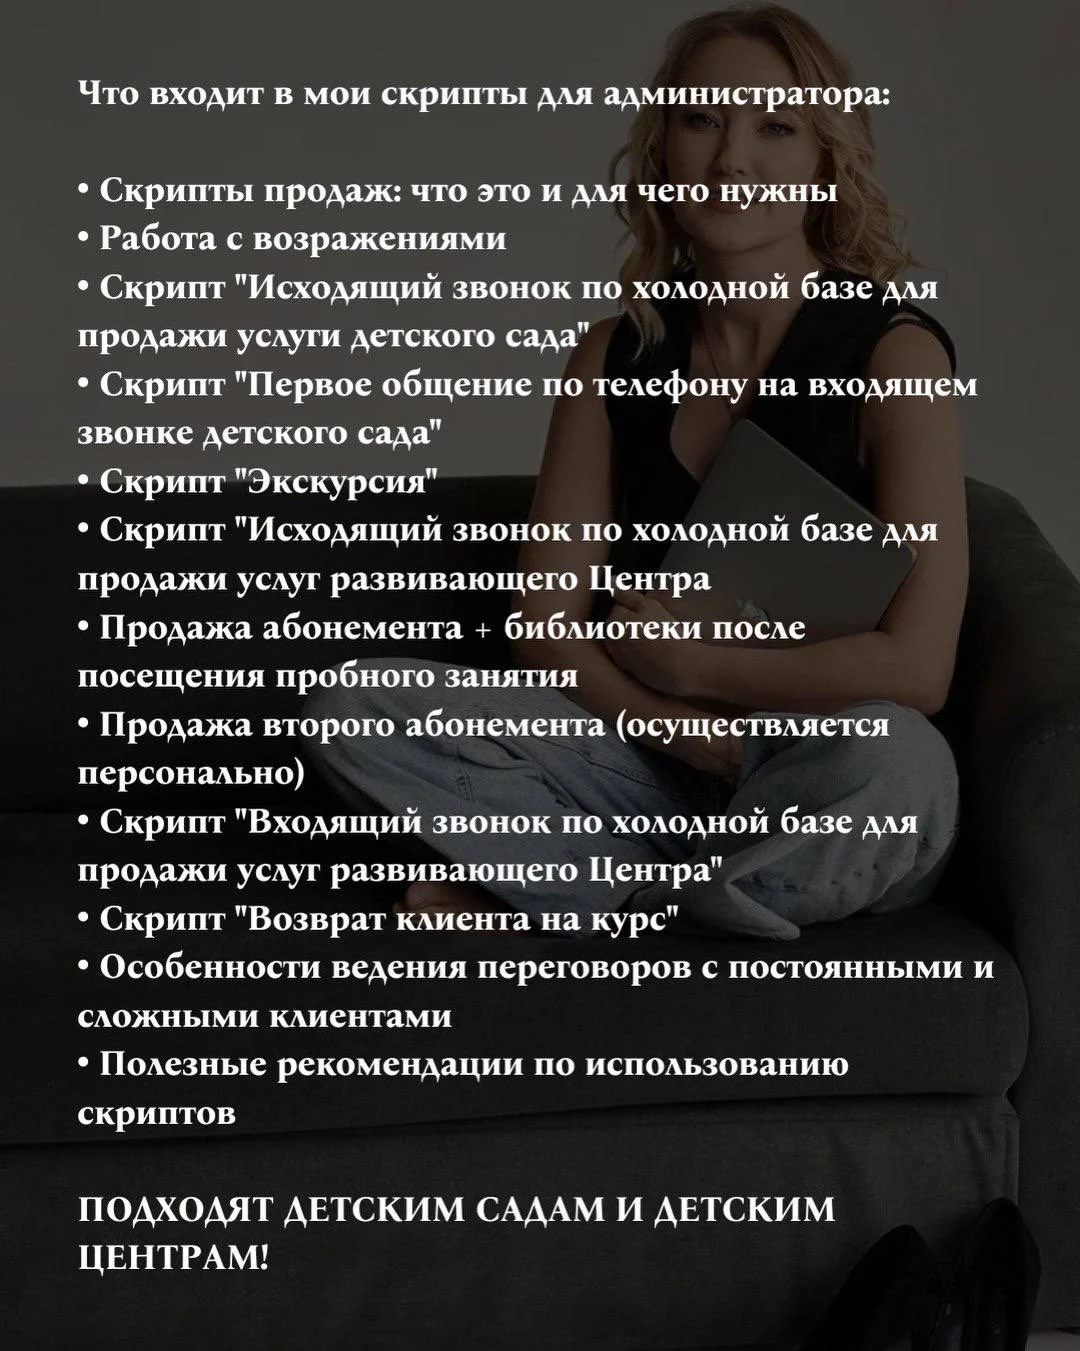 Что входит в мои скрипты для администратора:
• Скрипты продаж: что это и для чего нужны
• Работа с возражениями
• Скрипт "Исходящий звонок по холодной базе для
продажи услуги детского сада"
• Скрипт "Первое общение по телефону на входящем
звонке детского сада"
• Скрипт "Экскурсия"
• Скрипт "Исходящий звонок по холодной базе для
продажи услуг развивающего Центра
• Продажа абонемента + библиотеки после
посещения пробного занятия
• Продажа второго абонемента (осуществляется
персонально)
• Скрипт "Входящий звонок по холодной базе для
продажи услуг развивающего Центра"
• Скрипт "Возврат клиента на курс"
• Особенности ведения переговоров с постоянными и
сложными клиентами
• Полезные рекомендации по использованию
скриптов
ПОДХОДЯТ ДЕТСКИМ САДАМ И ДЕТСКИМ
ЦЕНТРАМ!